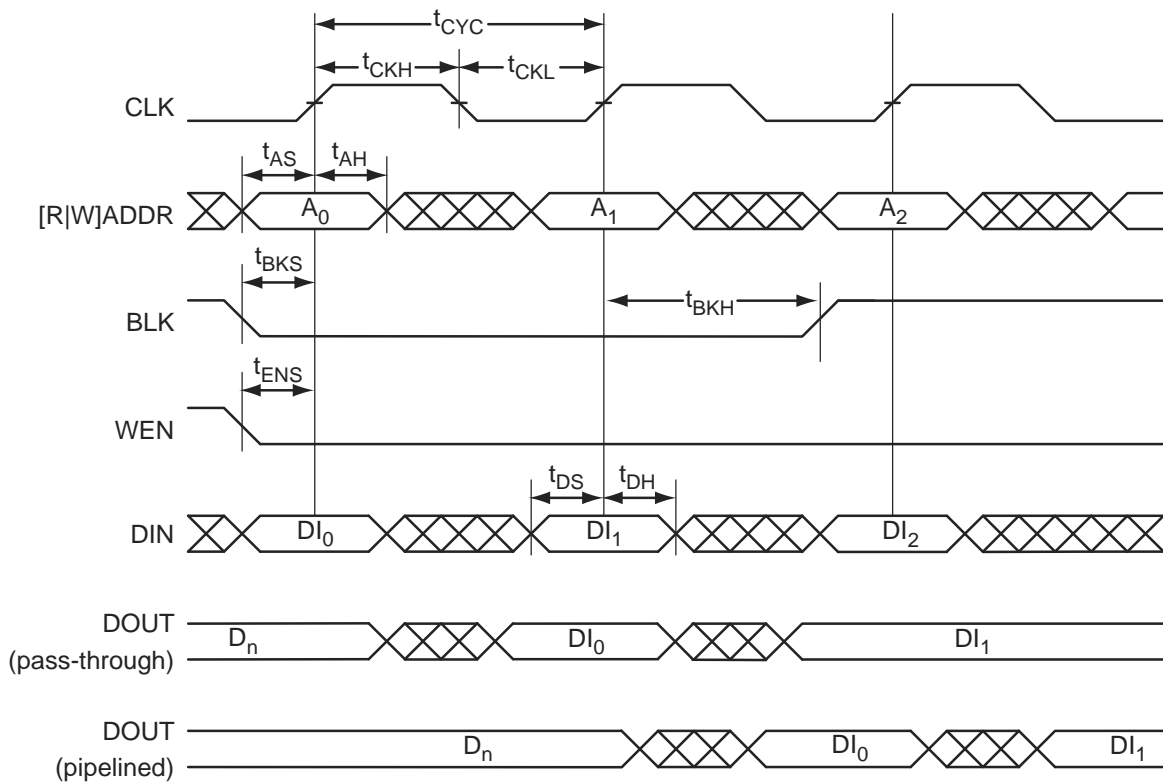 tCYC
tCKH tCKL
CLK
tAS tAH
[R|W]ADDR A0 A1 A2
tBKS
tBKH
BLK
tENS
WEN
tDS tDH
DIN DI0 DI1 DI2
DOUT
(pass-through) Dn DI0 DI1
DOUT
(pipelined) Dn DI0 DI1